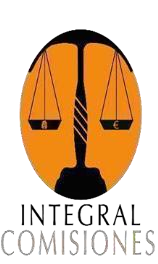 €
INTEGRAL
COMISIONES